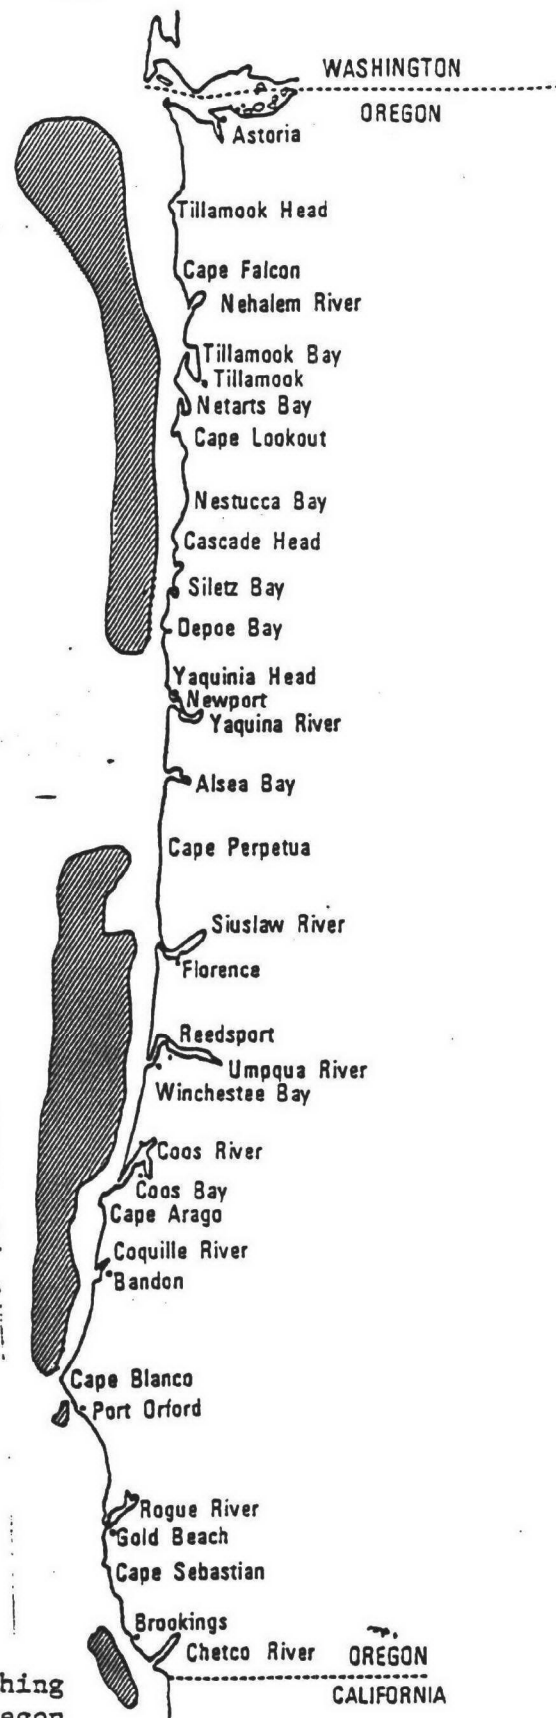 WASHINGTON
OREGON
Astoria
Tillamook Head
Cape Falcon
Nehalem River
Tillamook Bay
Tillamook
Netarts Bay
Cape Lookout
Nestucca Bay
Cascade Head
Siletz Bay
Depoe Bay
Yaquinia Head
Newport
Yaquina River
Alsea Bay
Cape Perpetua
Siuslaw River
Florence
Reedsport
Umpqua River
Winchestee Bay
Coos River
Coos Bay
Cape Arago
Coquille River
Bandon
Cape Blanco
Port Orford
Rogue River
Gold Beach
Cape Sebastian
Brookings
Chetco River OREGON
hing
CALIFORNIA